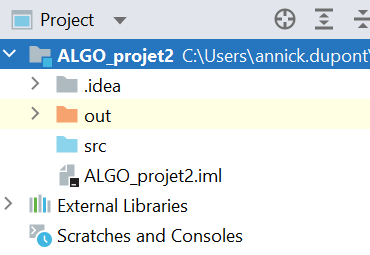 Project
ALGO_projet2 C:\Users\annick.dupont\
.idea
out
src
ALGO_projet2.iml
External Libraries
Scratches and Consoles